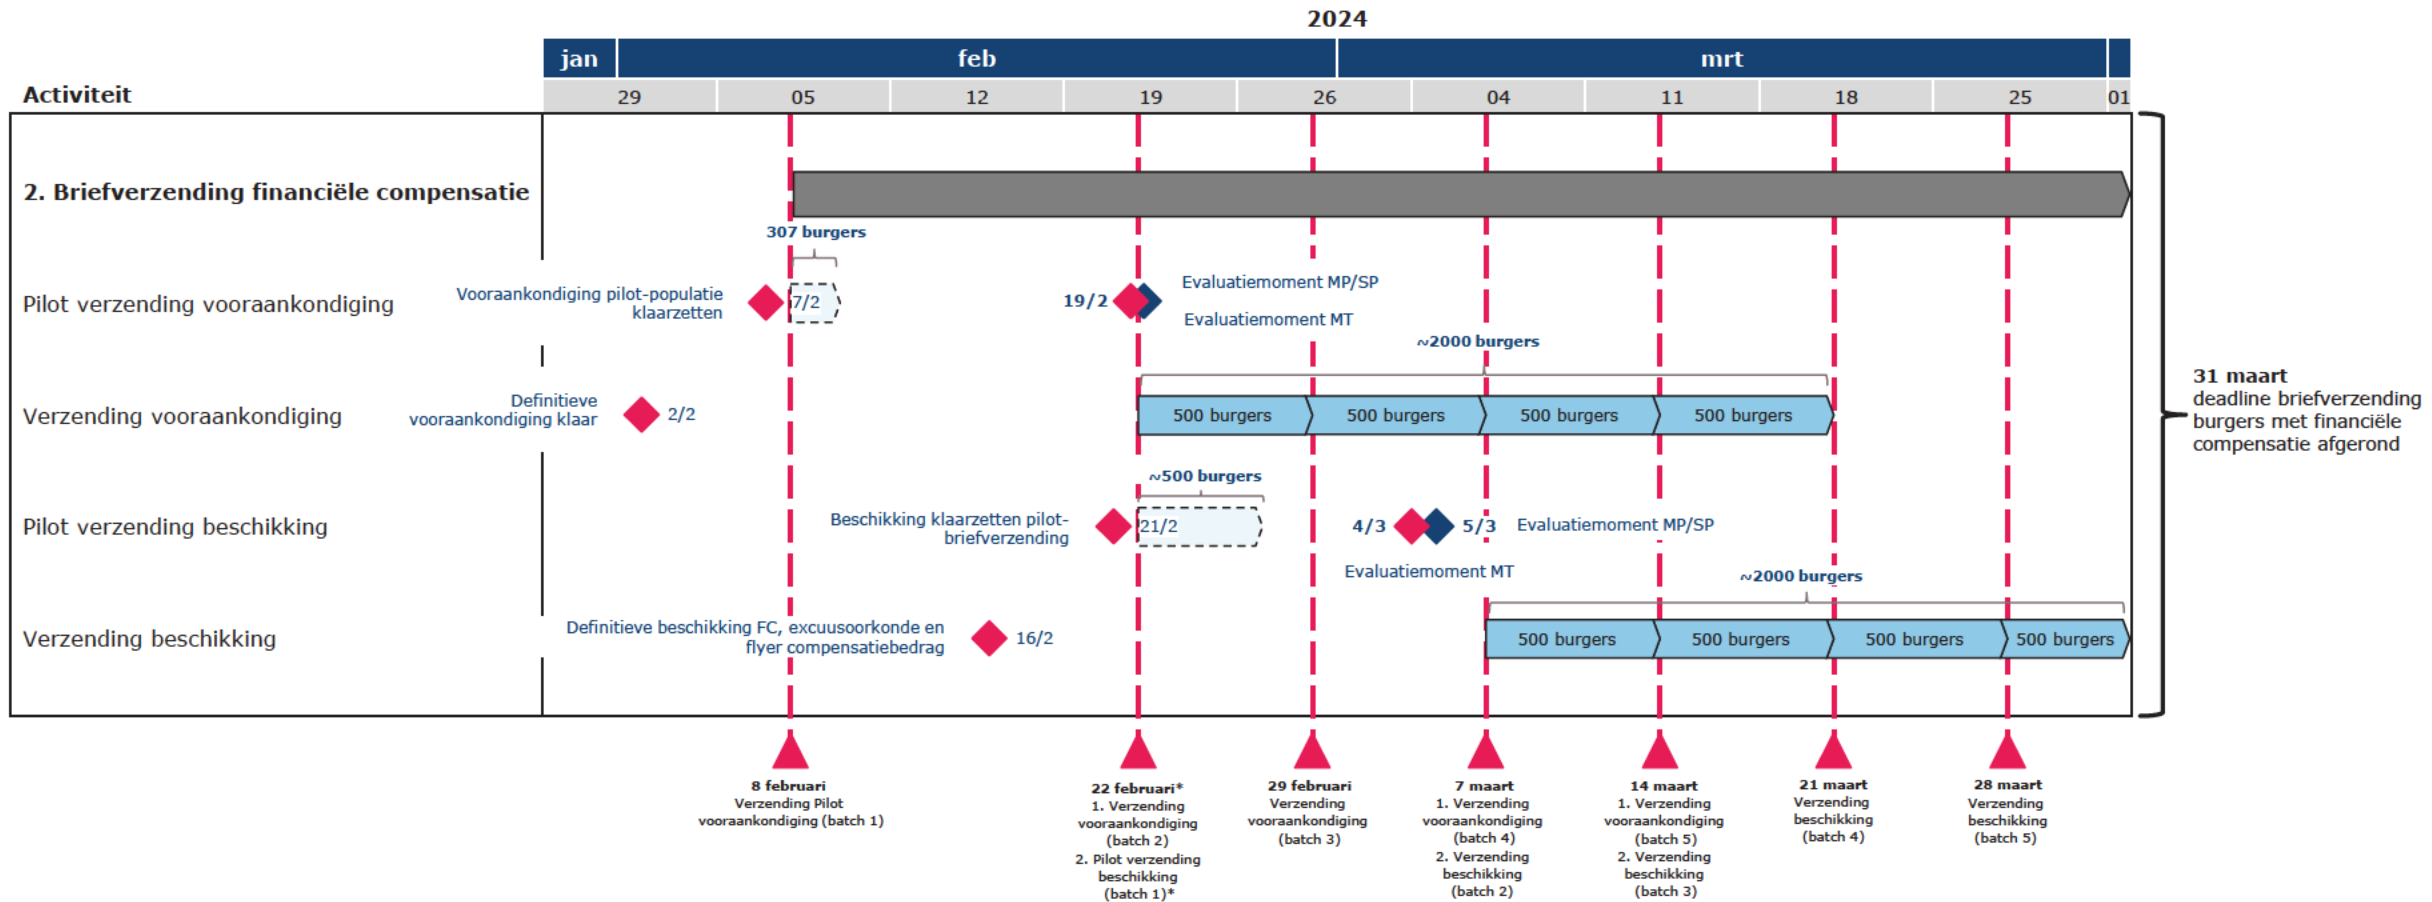 2024
jan feb mrt
Activiteit 29 05 12 19 26 04 11 18 25 01
2. Briefverzending financiële compensatie
307 burgers
Pilot verzending vooraankondiging
Vooraankondiging pilot-populatie
klaarzetten
7/2
19/2
Evaluatiemoment MP/SP
Evaluatiemoment MT
~2000 burgers
Verzending vooraankondiging
Definitieve
vooraankondiging klaar
2/2
500 burgers 500 burgers 500 burgers 500 burgers
~500 burgers
Pilot verzending beschikking
Beschikking klaarzetten pilot-
briefverzending
21/2
4/3 5/3 Evaluatiemoment MP/SP
Evaluatiemoment MT
~2000 burgers
Verzending beschikking
Definitieve beschikking FC, excuusoorkonde en
flyer compensatiebedrag
16/2
500 burgers 500 burgers 500 burgers 500 burgers
31 maart
deadline briefverzending
burgers met financiële
compensatie afgerond
8 februari
Verzending Pilot
vooraankondiging (batch 1)
22 februari*
1. Verzending
vooraankondiging
(batch 2)
2. Pilot verzending
beschikking
(batch 1)*
29 februari
Verzending
vooraankondiging
(batch 3)
7 maart
1. Verzending
vooraankondiging
(batch 4)
2. Verzending
beschikking
(batch 2)
14 maart
1. Verzending
vooraankondiging
(batch 5)
2. Verzending
beschikking
(batch 3)
21 maart
Verzending
beschikking
(batch 4)
28 maart
Verzending
beschikking
(batch 5)